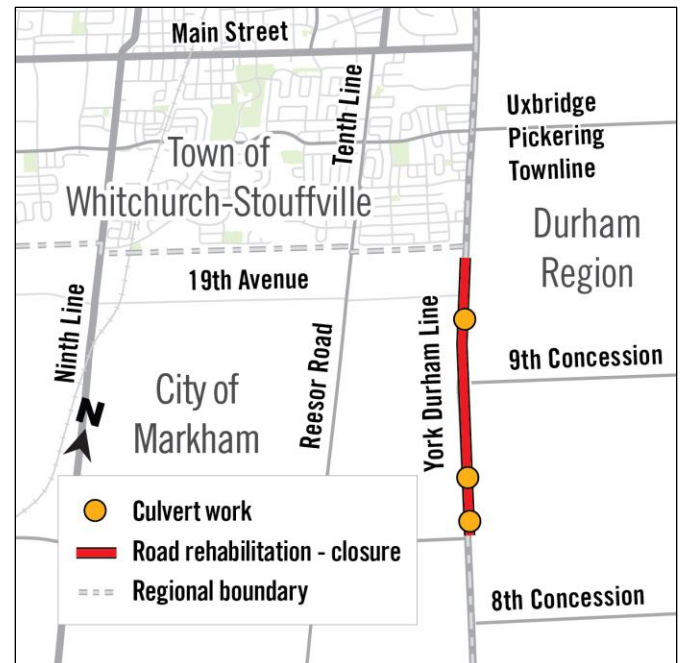 Main Street
Tenth Line
Uxbridge
Pickering
Townline
Town of
Whitchurch-Stouffville
Durham
Region
19th Avenue
Ninth Line
York Durham Line
Reesor Road
9th Concession
City of
Markham
N
Culvert work
Road rehabilitation - closure
Regional boundary
8th Concession